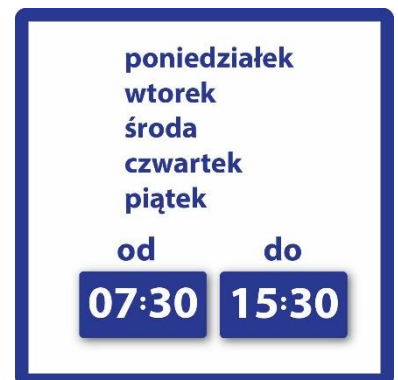 poniedziałek
wtorek
środa
czwartek
piątek
od do
07:30 15:30